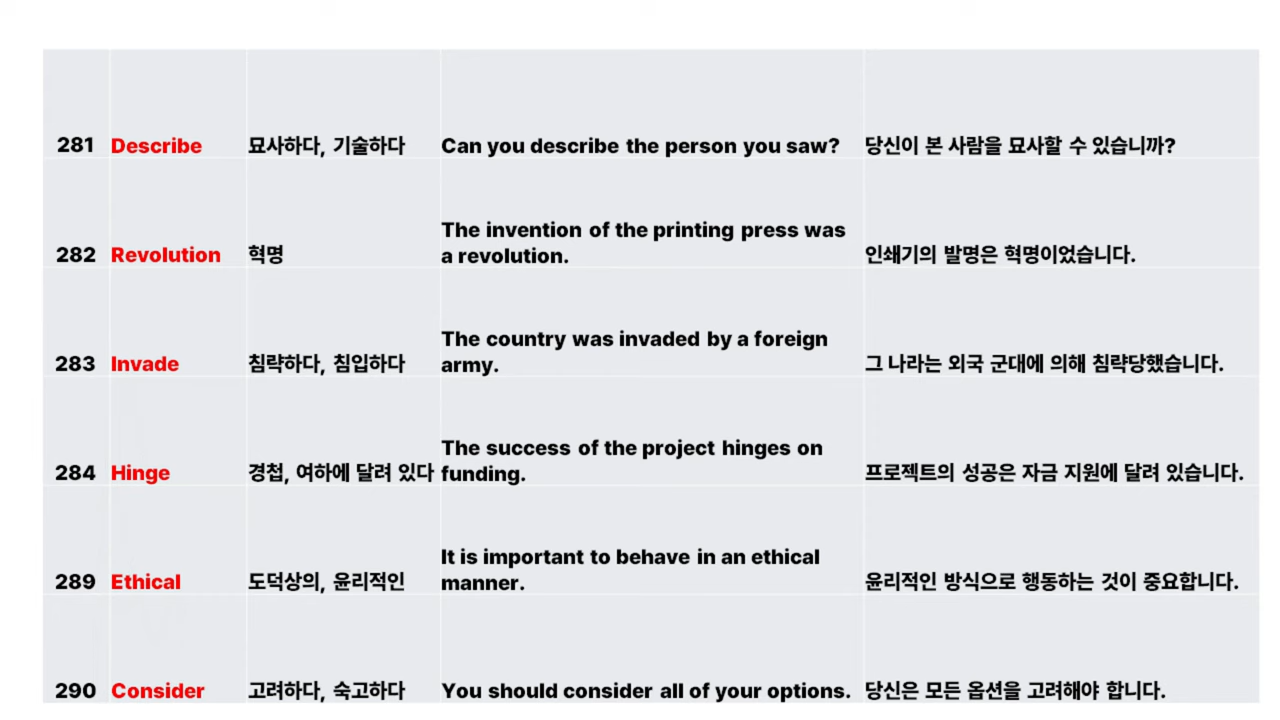 281 Describe 묘사하다, 기술하다 Can you describe the person you saw? 당신이 본 사람을 묘사할 수 있습니까?
The invention of the printing press was
282 Revolution 혁명 a revolution. 인쇄기의 발명은 혁명이었습니다.
The country was invaded by a foreign
283 Invade 침략하다, 침입하다 army. 그 나라는 외국 군대에 의해 침략당했습니다.
The success of the project hinges on
284 Hinge 경첩, 여하에 달려 있다 funding. 프로젝트의 성공은 자금 지원에 달려 있습니다.
It is important to behave in an ethical
289 Ethical 도덕상의, 윤리적인 manner. 윤리적인 방식으로 행동하는 것이 중요합니다.
290 Consider 고려하다, 숙고하다 You should consider all of your options. 당신은 모든 옵션을 고려해야 합니다.